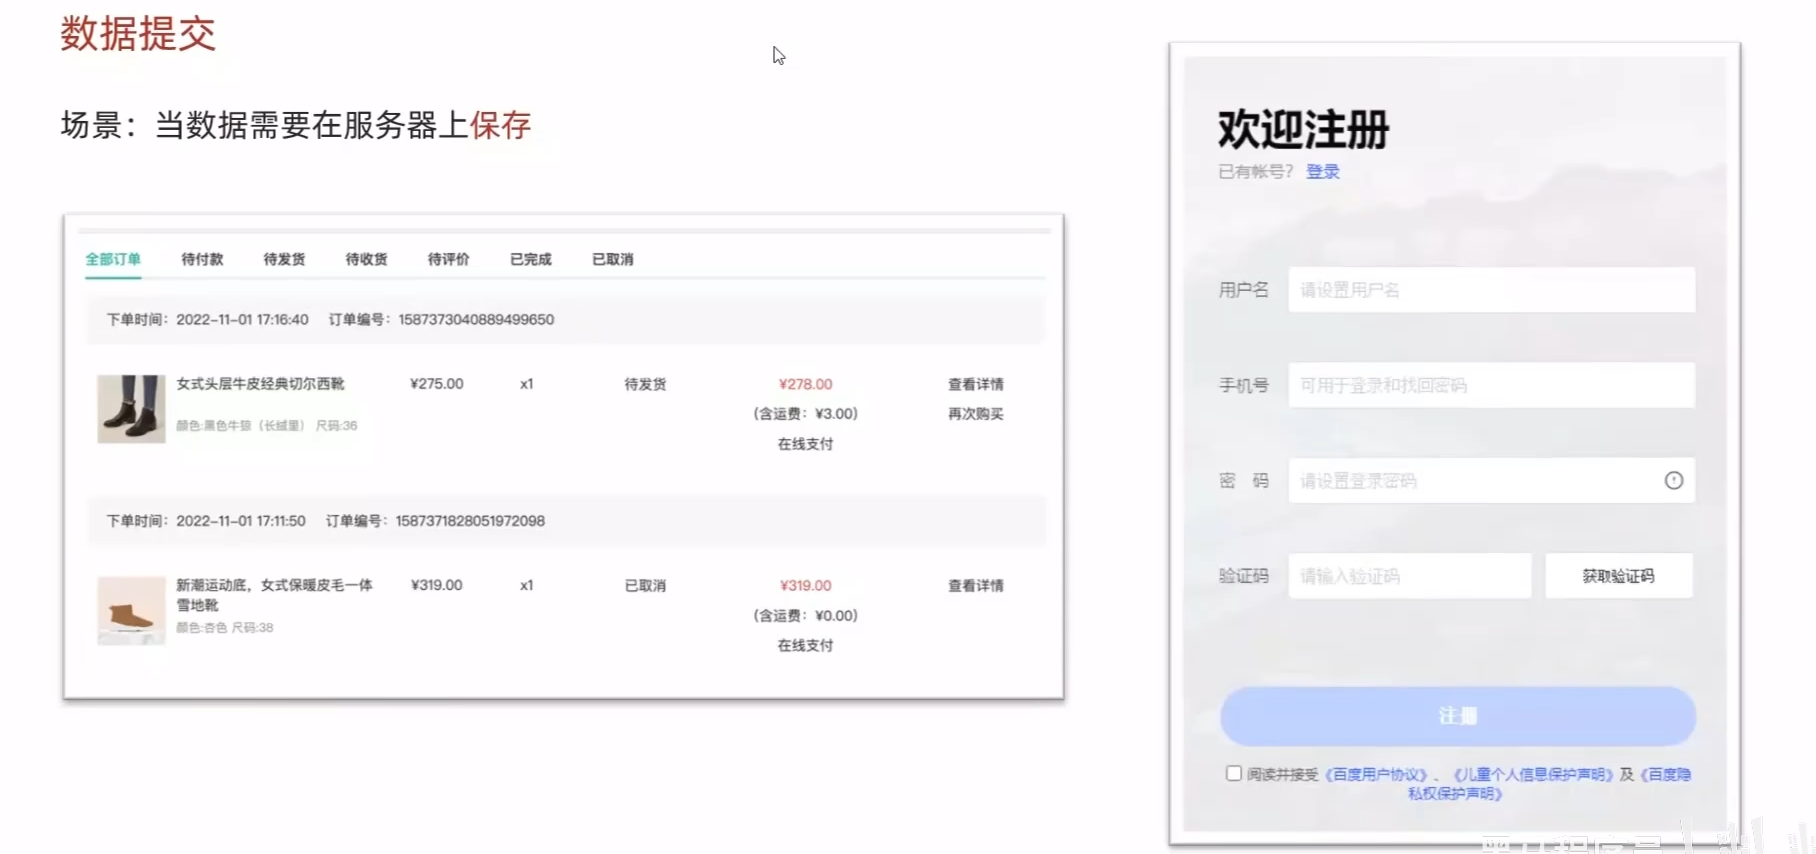 数据提交
场景：当数据需要在服务器上保存
全部订单 待付款 待发货 待收货 待评价 已完成 已取消
下单时间：2022-11-01 17:16:40 订单编号：1587373040889499650
女式头层牛皮经典切尔西靴 ¥275.00 x1 待发货 ¥278.00 查看详情
(含运费：¥3.00) 再次购买
颜色:黑色牛猄（长绒里） 尺码:36
在线支付
下单时间：2022-11-01 17:11:50 订单编号：1587371828051972098
新潮运动底，女式保暖皮毛一体 ¥319.00 x1 已取消 ¥319.00 查看详情
雪地靴
(含运费：¥0.00)
颜色:杏色 尺码:38
在线支付
欢迎注册
已有帐号？ 登录
用户名 请设置用户名
手机号 可用于登录和找回密码
密 码 请设置登录密码
验证码 请输入验证码 获取验证码
注册
阅读并接受《百度用户协议》、《儿童个人信息保护声明》及《百度隐
私权保护声明》